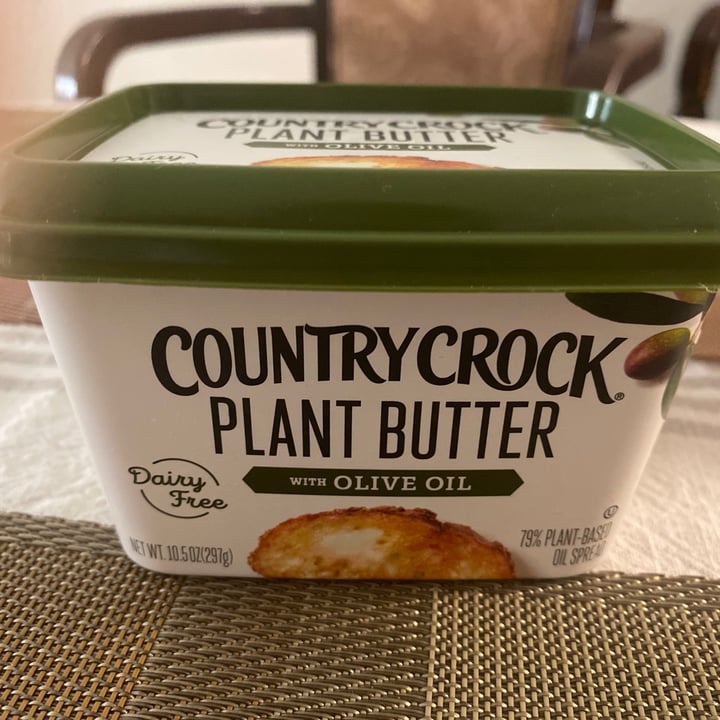 COUNTRY CROCK
PLANT BUTTER
WITH OLIVE OIL
Dairy
COUNTRY CROCK®
PLANT BUTTER
WITH OLIVE OIL
Dairy
Free
NET WT. 10.5 OZ (297g)
79% PLANT-BASED
OIL SPREAD